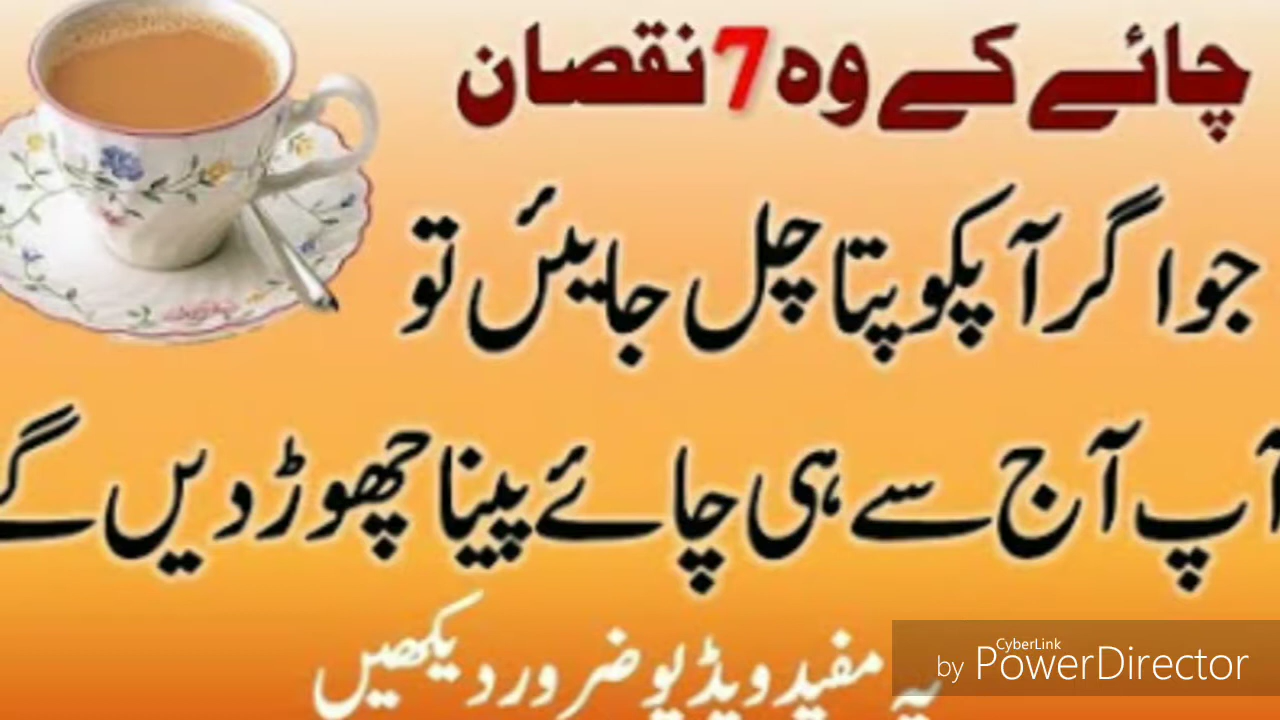 چائے کے وہ 7 نقصان
جو اگر آپکو پتا چل جایئں تو
آپ آج سے ہی چائے پینا چھوڑ دیں گے
یہ مفید ویڈیو ضرور دیکھیں
CyberLink
by PowerDirector